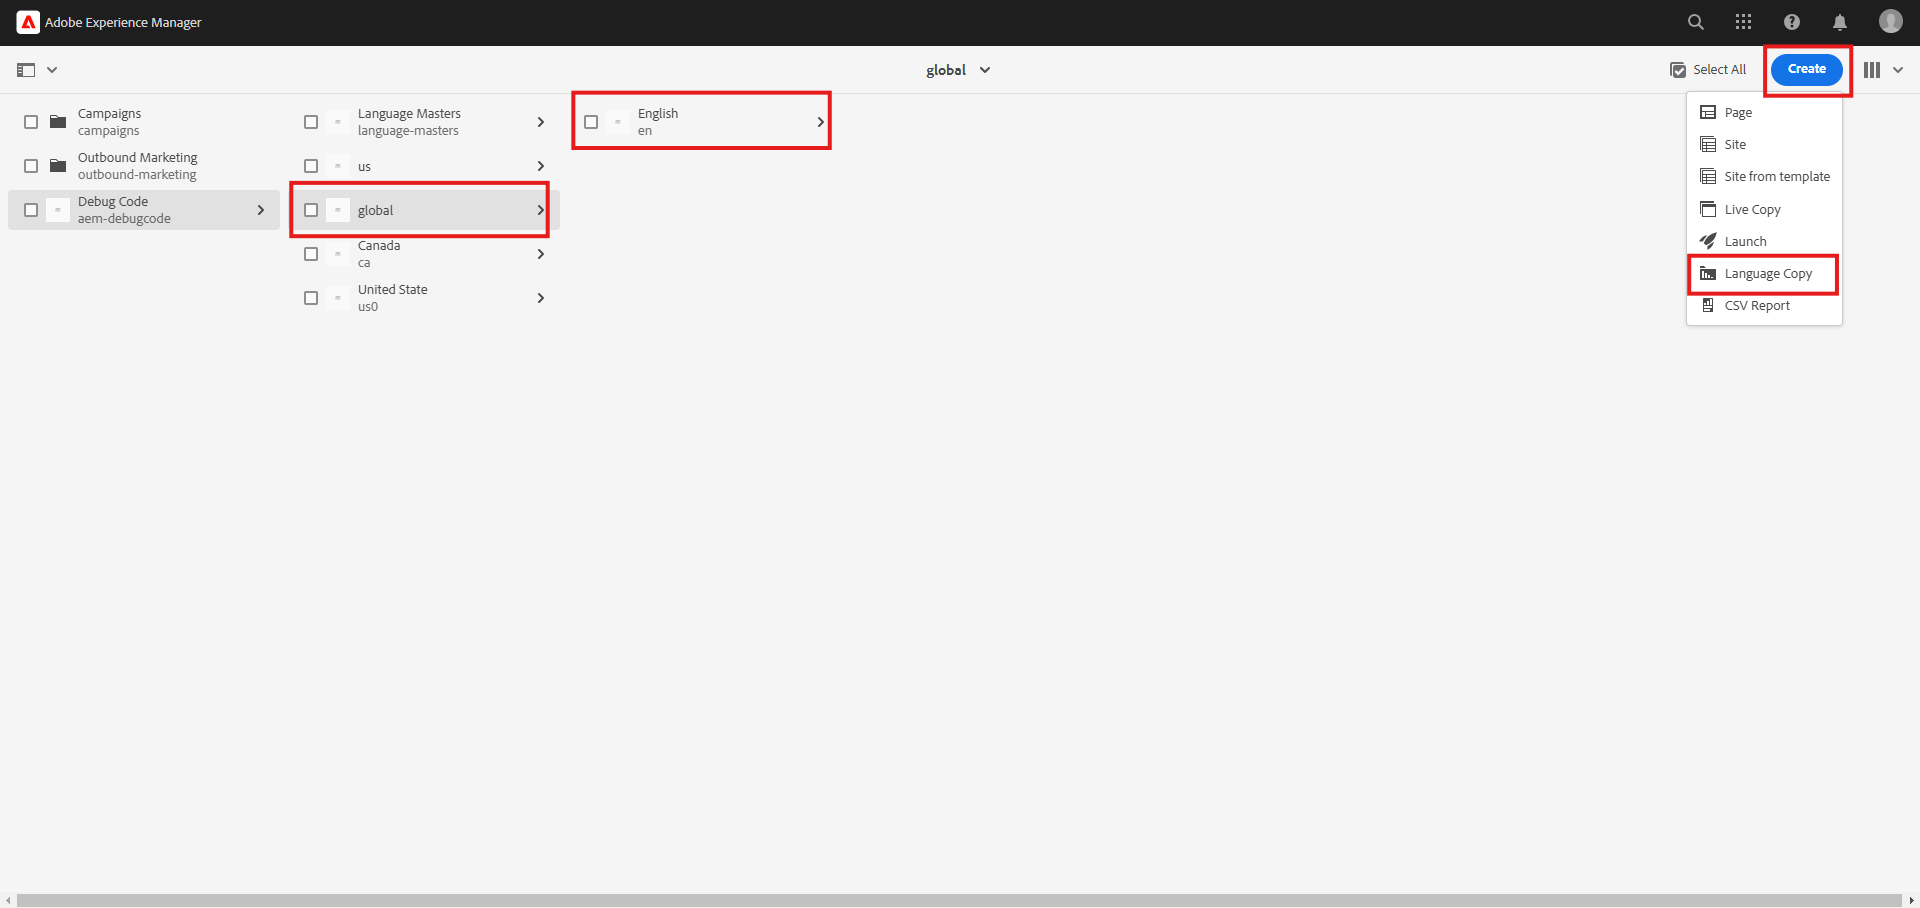 Adobe Experience Manager
global
Select All
Create
Campaigns
campaigns
Outbound Marketing
outbound-marketing
Debug Code
aem-debugcode
Language Masters
language-masters
us
global
Canada
ca
United State
us0
English
en
Page
Site
Site from template
Live Copy
Launch
Language Copy
CSV Report